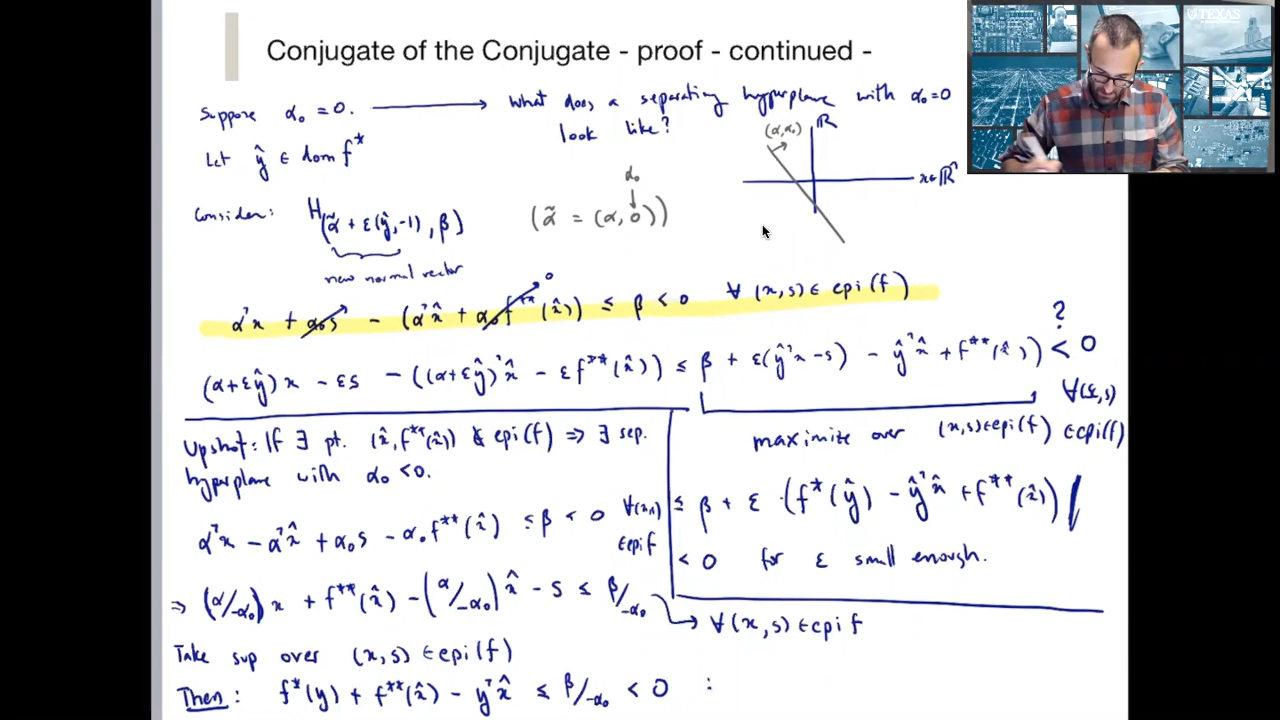 Conjugate of the Conjugate - proof - continued -
Suppose α₀ = 0. ⟶ What does a separating hyperplane with α₀=0
look like?
(α,α₀) ℝ
Let ŷ ∈ dom f*
x∈ℝⁿ
α₀
Consider: H(α̃ + ε(ŷ,-1), β) (α̃ = (α, 0))
new normal vector
αᵀx + α₀s - (αᵀx̂ + α₀f**(x̂)) ≤ β < 0 ∀ (x,s) ∈ epi(f)
0
(α+εŷ)ᵀx - εs - ((α+εŷ)ᵀx̂ - εf**(x̂)) ≤ β + ε(ŷᵀx-s) - ŷᵀx̂ + f**(x̂)) < 0
?
∀(x,s)
∈epi(f)
maximize over (x,s)∈epi(f)
Upshot: If ∃ pt. (x̂, f**(x̂)) ∉ epi(f) ⇒ ∃ sep.
hyperplane with α₀ < 0.
≤ β + ε·(f*(ŷ) - ŷᵀx̂ + f**(x̂))
αᵀx - αᵀx̂ + α₀s - α₀f**(x̂) ≤ β < 0 ∀(x,s)
∈epi f
< 0 for ε small enough.
⇒ (α/-α₀)x + f**(x̂) - (α/-α₀)ᵀx̂ - s ≤ β/-α₀
→ ∀(x,s) ∈ epi f
Take sup over (x,s) ∈ epi(f)
Then: f*(y) + f**(x̂) - yᵀx̂ ≤ β/-α₀ < 0 :
TEXAS